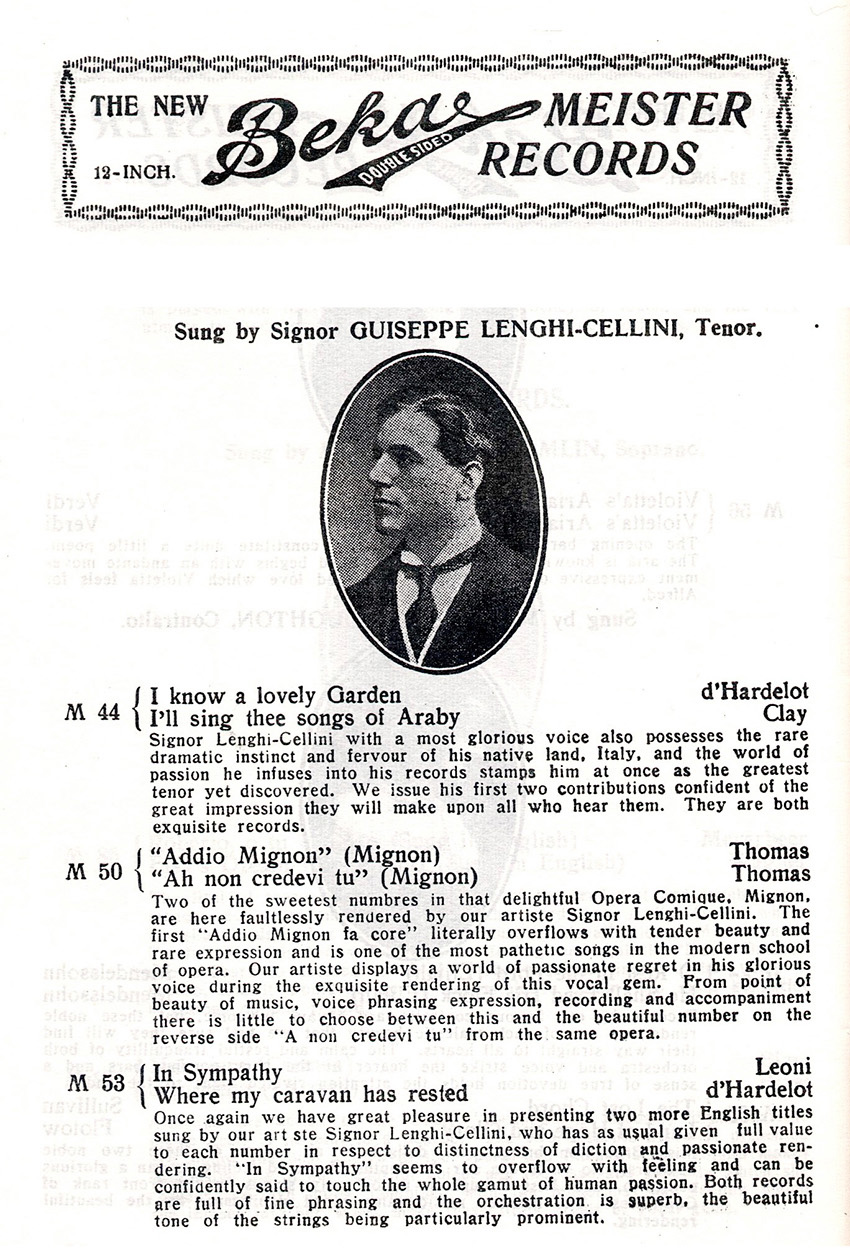 THE NEW Beka MEISTER
12-INCH. DOUBLE SIDED RECORDS
Sung by Signor GUISEPPE LENGHI-CELLINI, Tenor.
M 44 { I know a lovely Garden d'Hardelot
I'll sing thee songs of Araby Clay
Signor Lenghi-Cellini with a most glorious voice also possesses the rare
dramatic instinct and fervour of his native land, Italy, and the world of
passion he infuses into his records stamps him at once as the greatest
tenor yet discovered. We issue his first two contributions confident of the
great impression they will make upon all who hear them. They are both
exquisite records.
M 50 { "Addio Mignon" (Mignon) Thomas
"Ah non credevi tu" (Mignon) Thomas
Two of the sweetest numbres in that delightful Opera Comique, Mignon,
are here faultlessly rendered by our artiste Signor Lenghi-Cellini. The
first "Addio Mignon fa core" literally overflows with tender beauty and
rare expression and is one of the most pathetic songs in the modern school
of opera. Our artiste displays a world of passionate regret in his glorious
voice during the exquisite rendering of this vocal gem. From point of
beauty of music, voice phrasing expression, recording and accompaniment
there is little to choose between this and the beautiful number on the
reverse side "A non credevi tu" from the same opera.
M 53 { In Sympathy Leoni
Where my caravan has rested d'Hardelot
Once again we have great pleasure in presenting two more English titles
sung by our art ste Signor Lenghi-Cellini, who has as usual given full value
to each number in respect to distinctness of diction and passionate ren-
dering. "In Sympathy" seems to overflow with feeling and can be
confidently said to touch the whole gamut of human passion. Both records
are full of fine phrasing and the orchestration is superb, the beautiful
tone of the strings being particularly prominent.